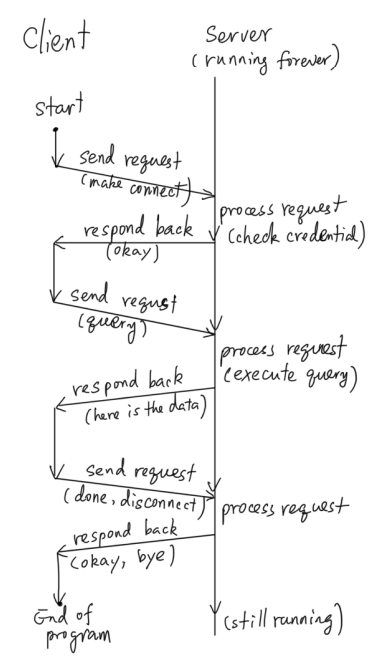 Client
Server
(running forever)
start
send request
(make connect)
process request
(check credential)
respond back
(okay)
send requst
(query)
process request
(execute query)
respond back
(here is the data)
send request
(done, disconnect)
process request
respond back
(okay, bye)
End of
program
(still running)